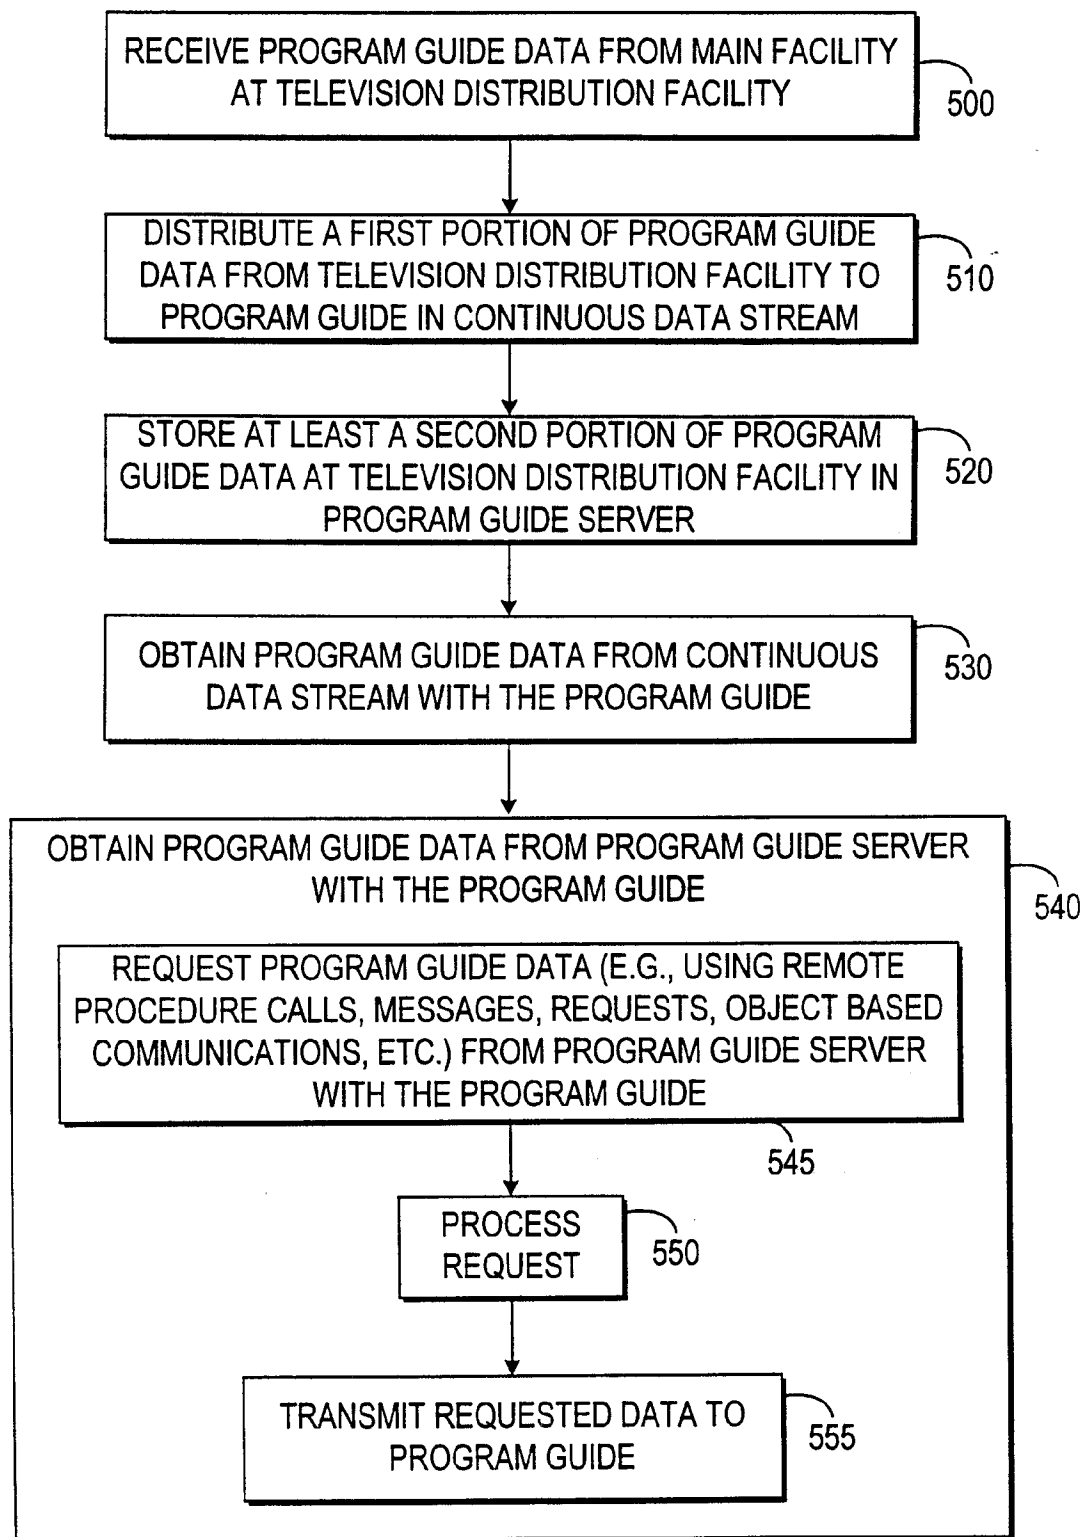 RECEIVE PROGRAM GUIDE DATA FROM MAIN FACILITY
AT TELEVISION DISTRIBUTION FACILITY
500
DISTRIBUTE A FIRST PORTION OF PROGRAM GUIDE
DATA FROM TELEVISION DISTRIBUTION FACILITY TO
PROGRAM GUIDE IN CONTINUOUS DATA STREAM
510
STORE AT LEAST A SECOND PORTION OF PROGRAM
GUIDE DATA AT TELEVISION DISTRIBUTION FACILITY IN
PROGRAM GUIDE SERVER
520
OBTAIN PROGRAM GUIDE DATA FROM CONTINUOUS
DATA STREAM WITH THE PROGRAM GUIDE
530
OBTAIN PROGRAM GUIDE DATA FROM PROGRAM GUIDE SERVER
WITH THE PROGRAM GUIDE
540
REQUEST PROGRAM GUIDE DATA (E.G., USING REMOTE
PROCEDURE CALLS, MESSAGES, REQUESTS, OBJECT BASED
COMMUNICATIONS, ETC.) FROM PROGRAM GUIDE SERVER
WITH THE PROGRAM GUIDE
545
PROCESS
REQUEST
550
TRANSMIT REQUESTED DATA TO
PROGRAM GUIDE
555